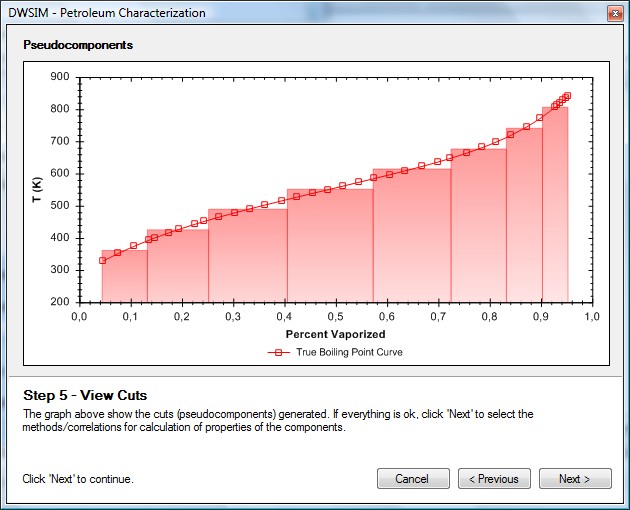 DWSIM - Petroleum Characterization
Pseudocomponents
900
800
700
600
500
400
300
200
T (K)
0,0 0,1 0,2 0,3 0,4 0,5 0,6 0,7 0,8 0,9 1,0
Percent Vaporized
True Boiling Point Curve
Step 5 - View Cuts
The graph above show the cuts (pseudocomponents) generated. If everything is ok, click 'Next' to select the
methods/correlations for calculation of properties of the components.
Click 'Next' to continue.
Cancel < Previous Next >